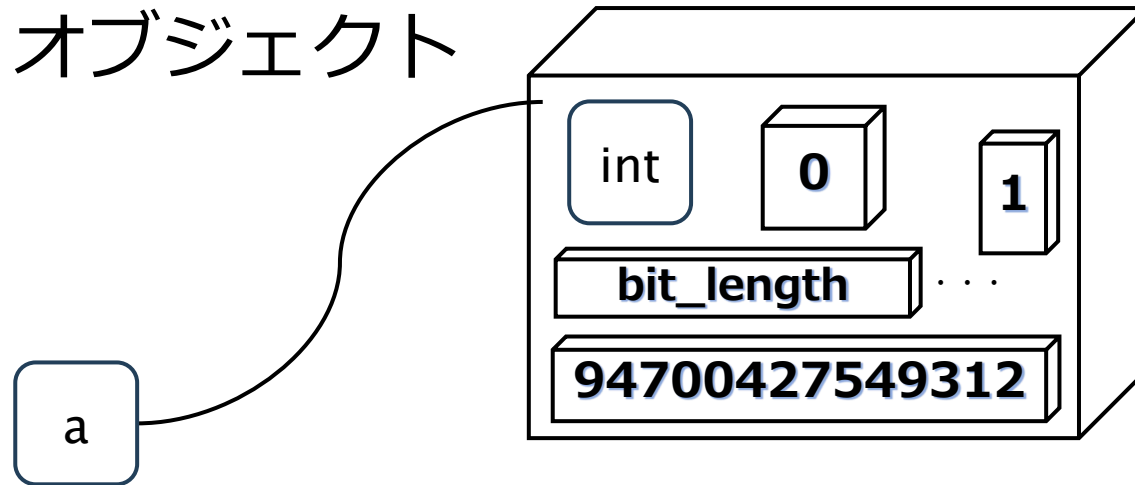 オブジェクト
int
0
1
bit_length
. . .
94700427549312
a